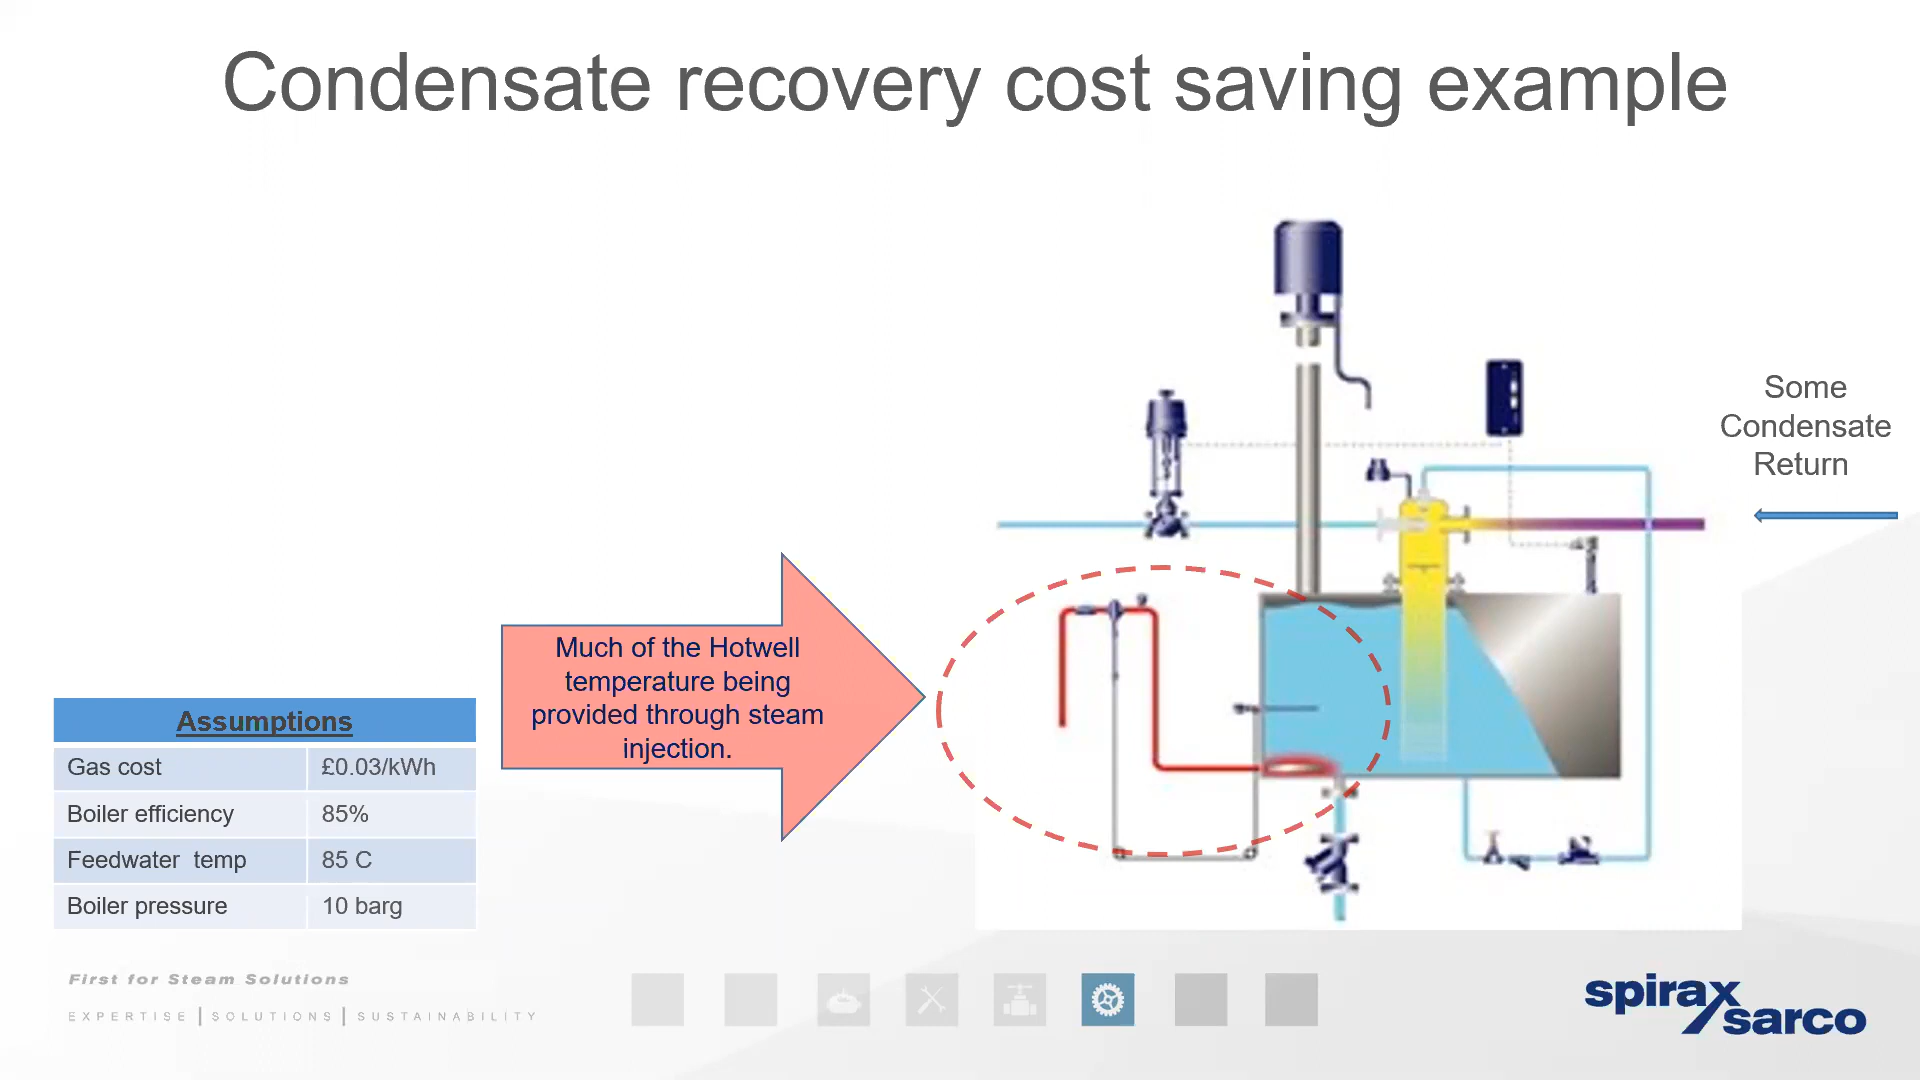 Condensate recovery cost saving example
Some
Condensate
Return
Much of the Hotwell
temperature being
provided through steam
injection.
Assumptions
Gas cost £0.03/kWh
Boiler efficiency 85%
Feedwater temp 85 C
Boiler pressure 10 barg
First for Steam Solutions
EXPERTISE | SOLUTIONS | SUSTAINABILITY
spirax
sarco